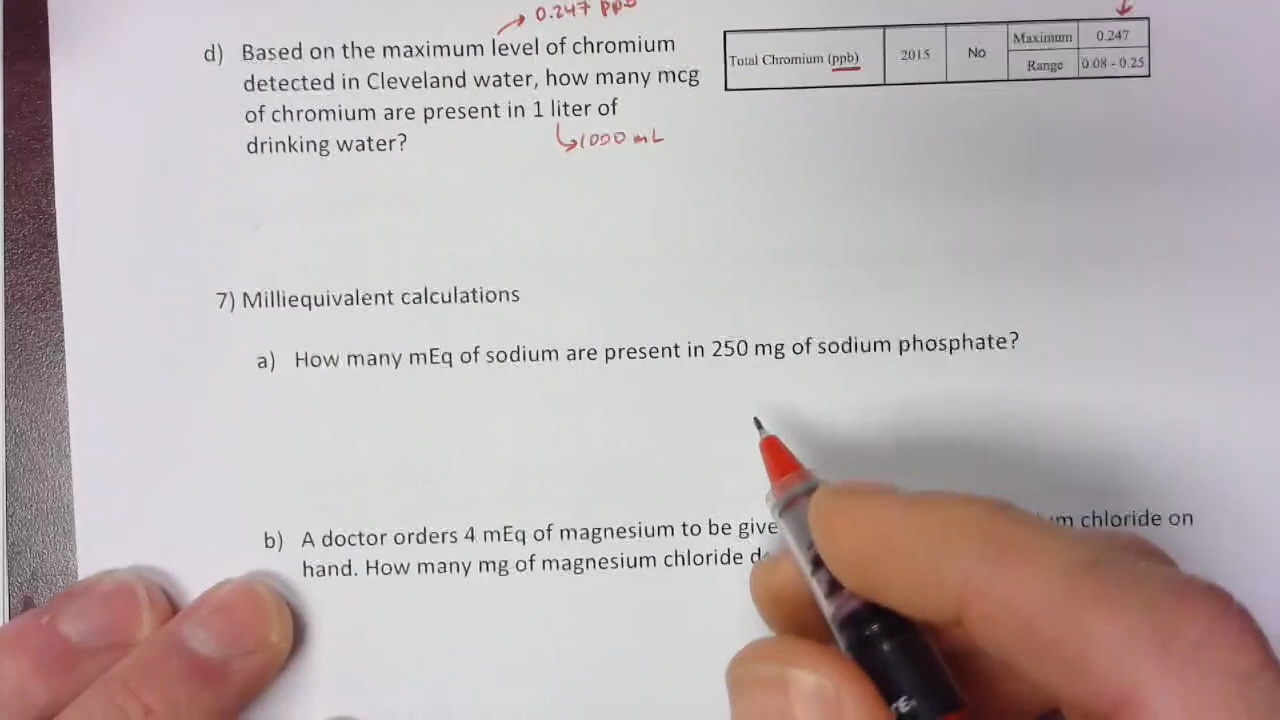 0.247 ppb
d) Based on the maximum level of chromium
detected in Cleveland water, how many mcg
of chromium are present in 1 liter of
drinking water?
1000 mL
Total Chromium (ppb) 2015 No Maximum 0.247
Range 0.08 - 0.25
7) Milliequivalent calculations
a) How many mEq of sodium are present in 250 mg of sodium phosphate?
b) A doctor orders 4 mEq of magnesium to be give chloride on
hand. How many mg of magnesium chloride